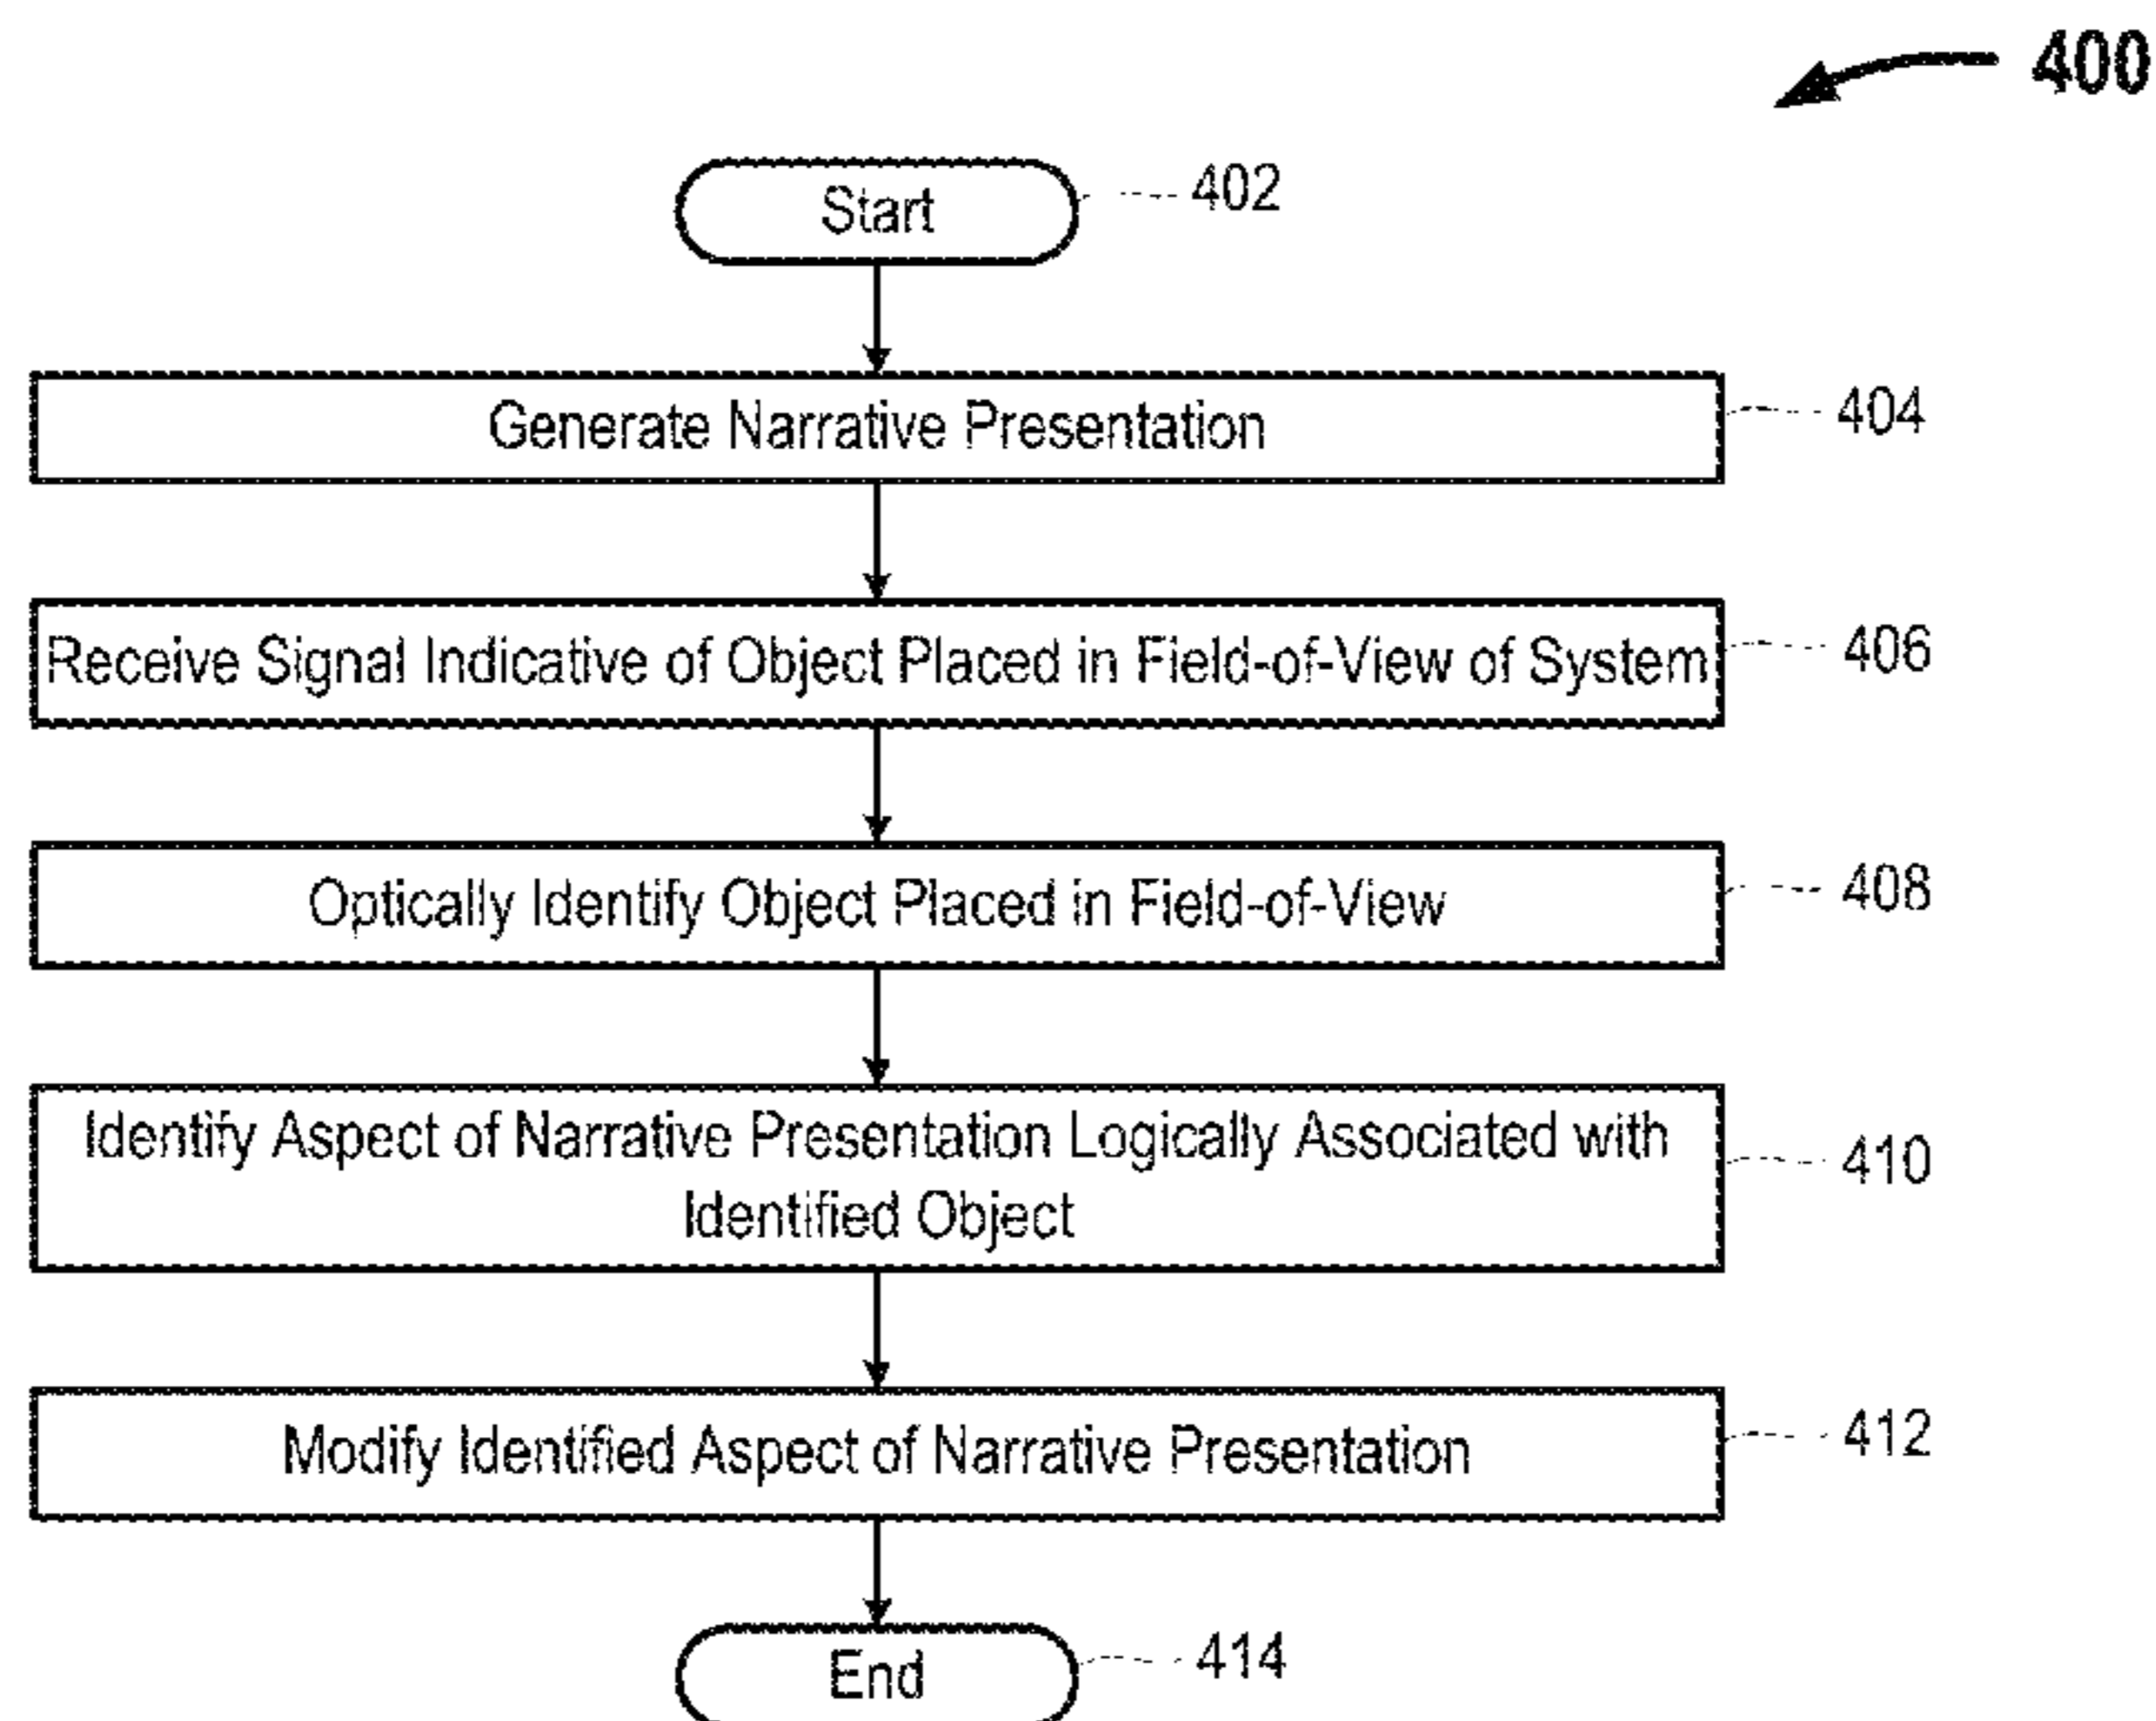 400
Start
402
Generate Narrative Presentation
404
Receive Signal Indicative of Object Placed in Field-of-View of System
406
Optically Identify Object Placed in Field-of-View
408
Identify Aspect of Narrative Presentation Logically Associated with
Identified Object
410
Modify Identified Aspect of Narrative Presentation
412
End
414